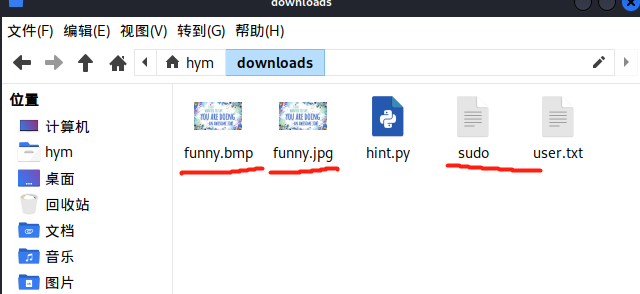 downloads
文件(F) 编辑(E) 视图(V) 转到(G) 帮助(H)
hym downloads
位置
计算机
hym
桌面
回收站
文档
音乐
图片
YOU ARE DOING
YOU ARE DOING
funny.bmp funny.jpg hint.py sudo user.txt